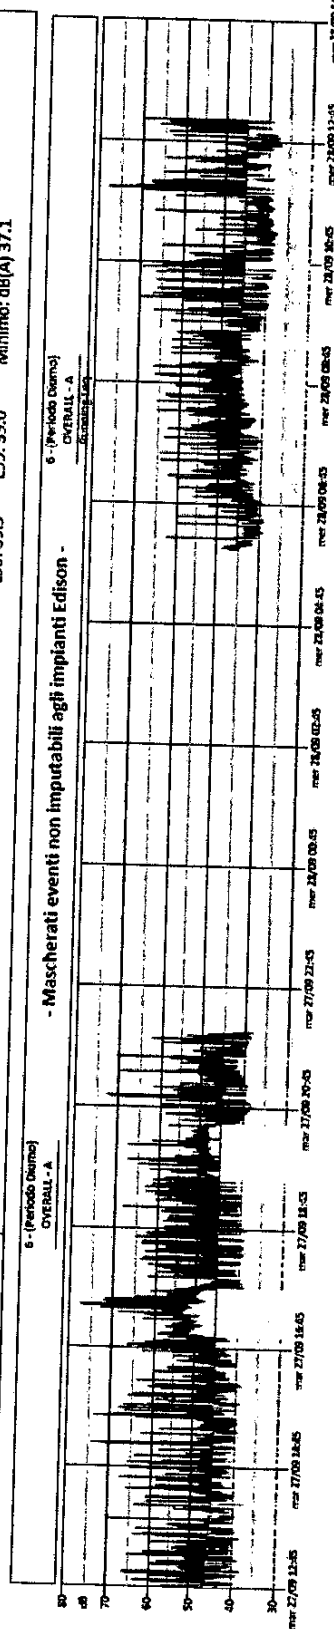 Minimo: dB(A) 37.1
- Mascherati eventi non imputabili agli impianti Edison -
6 - (Periodo Diurno)
OVERALL - A
6 - (Periodo Diurno)
OVERALL - A
Running Leq
80
dB
70
60
50
40
30
mar 27/09 12:45
mar 27/09 14:45
mar 27/09 16:45
mar 27/09 18:45
mar 27/09 20:45
mar 27/09 22:45
mer 28/09 00:45
mer 28/09 02:45
mer 28/09 04:45
mer 28/09 06:45
mer 28/09 08:45
mer 28/09 10:45
mer 28/09 12:45